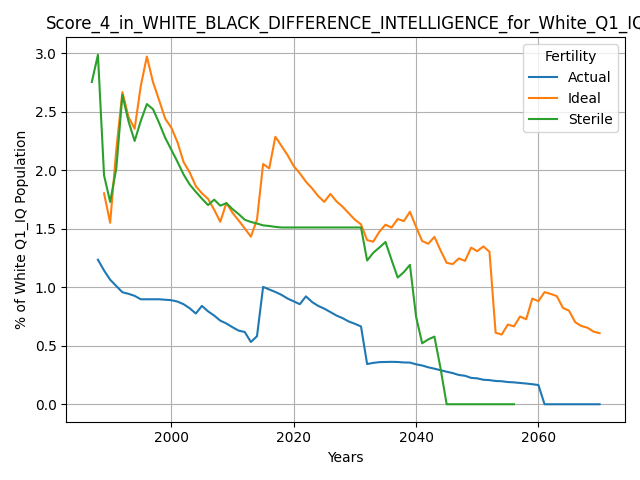 Score_4_in_WHITE_BLACK_DIFFERENCE_INTELLIGENCE_for_White_Q1_IQ
Fertility
Actual
Ideal
Sterile
% of White Q1_IQ Population
3.0
2.5
2.0
1.5
1.0
0.5
0.0
2000
2020
2040
2060
Years